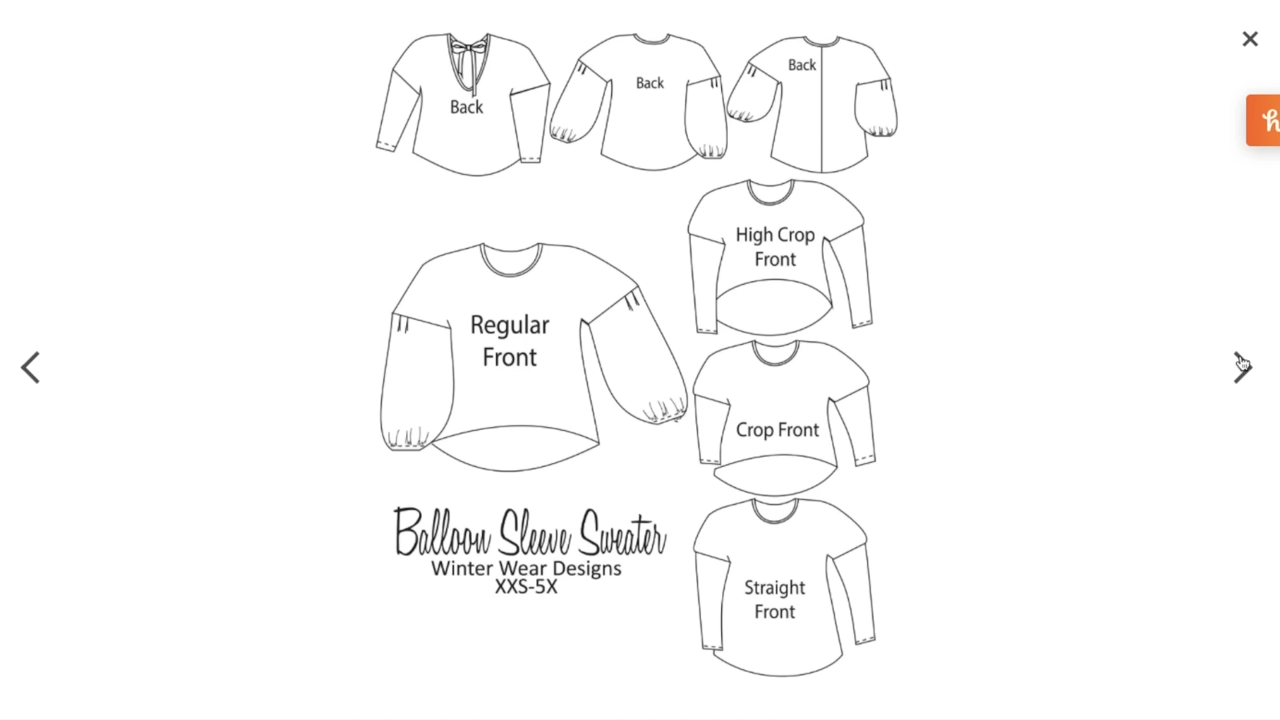 Back
Back
Back
High Crop
Front
Regular
Front
Crop Front
Straight
Front
Balloon Sleeve Sweater
Winter Wear Designs
XXS-5X